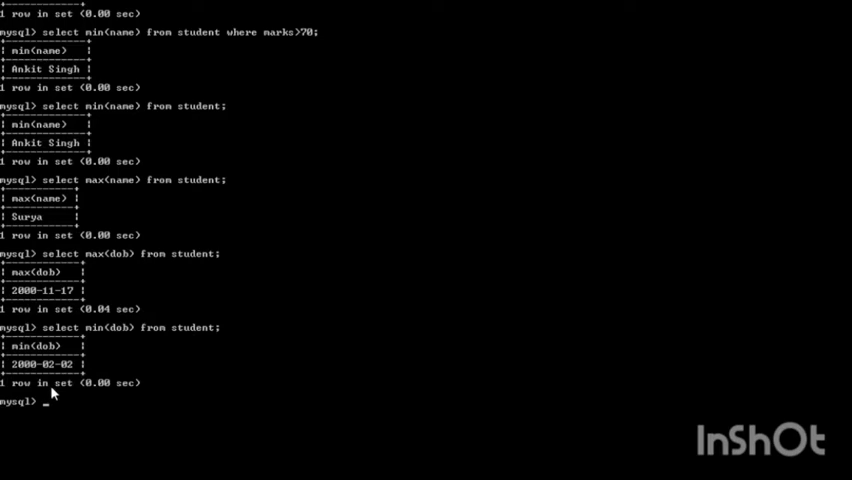 1 row in set (0.00 sec)
mysql> select min(name) from student where marks>70;
+-------------+
| min(name)   |
+-------------+
| Ankit Singh |
+-------------+
1 row in set (0.00 sec)
mysql> select min(name) from student;
+-------------+
| min(name)   |
+-------------+
| Ankit Singh |
+-------------+
1 row in set (0.00 sec)
mysql> select max(name) from student;
+-----------+
| max(name) |
+-----------+
| Surya     |
+-----------+
1 row in set (0.00 sec)
mysql> select max(dob) from student;
+------------+
| max(dob)   |
+------------+
| 2000-11-17 |
+------------+
1 row in set (0.04 sec)
mysql> select min(dob) from student;
+------------+
| min(dob)   |
+------------+
| 2000-02-02 |
+------------+
1 row in set (0.00 sec)
mysql> _
InShOt